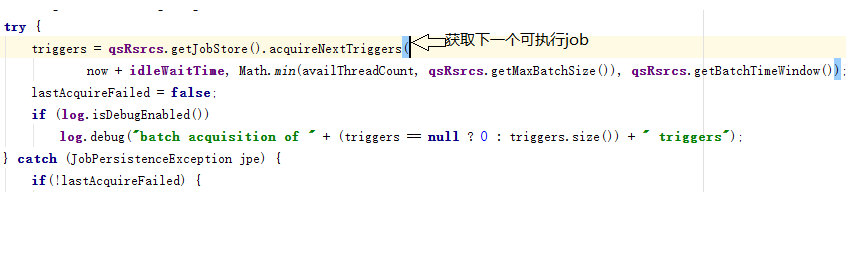 try {
triggers = qsRsrcs.getJobStore().acquireNextTriggers( 获取下一个可执行job
now + idleWaitTime, Math.min(availThreadCount, qsRsrcs.getMaxBatchSize()), qsRsrcs.getBatchTimeWindow());
lastAcquireFailed = false;
if (log.isDebugEnabled())
log.debug("batch acquisition of " + (triggers == null ? 0 : triggers.size()) + " triggers");
} catch (JobPersistenceException jpe) {
if(!lastAcquireFailed) {